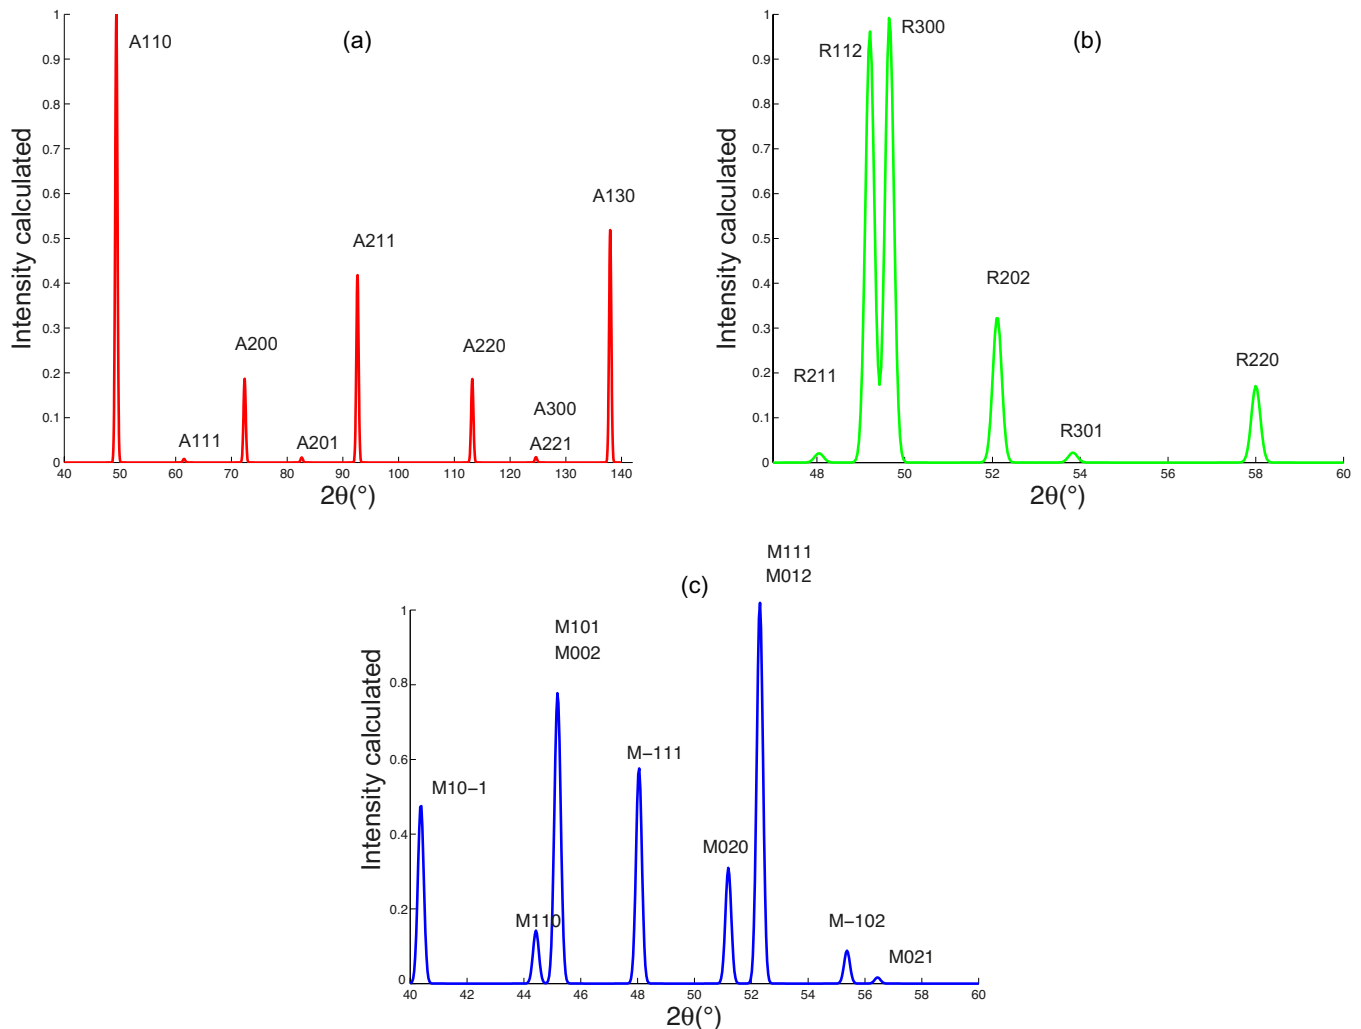 (a)
A110
A130
A211
A200
A220
A300
A111
A201
A221
1
0.9
0.8
0.7
0.6
0.5
0.4
0.3
0.2
0.1
0
40 50 60 70 80 90 100 110 120 130 140
Intensity calculated
2θ(°)
(b)
R300
R112
R202
R211
R220
R301
1
0.9
0.8
0.7
0.6
0.5
0.4
0.3
0.2
0.1
0
48 50 52 54 56 58 60
Intensity calculated
2θ(°)
(c)
M111
M012
M101
M002
M−111
M10−1
M020
M110
M−102
M021
1
0.8
0.6
0.4
0.2
0
40 42 44 46 48 50 52 54 56 58 60
Intensity calculated
2θ(°)